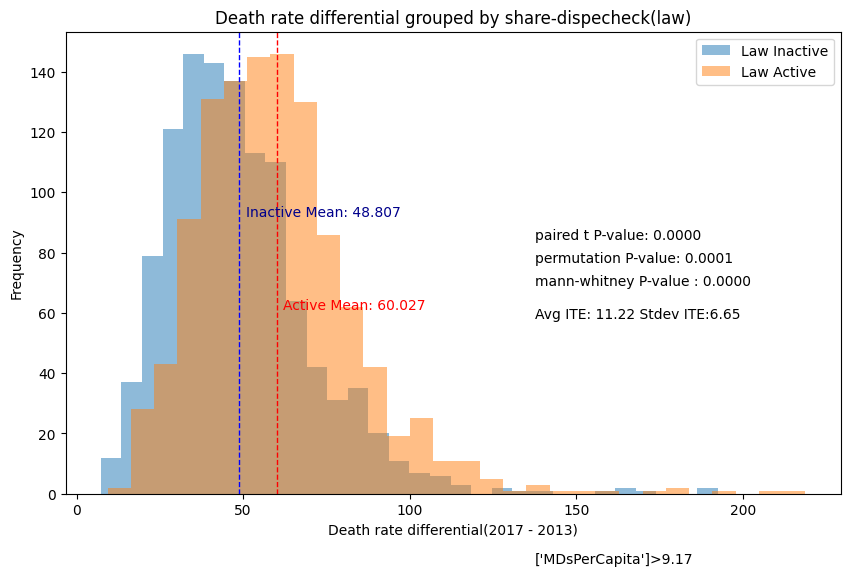 Death rate differential grouped by share-dispecheck(law)
Law Inactive
Law Active
140
120
100
80
60
40
20
0
Frequency
Inactive Mean: 48.807
Active Mean: 60.027
paired t P-value: 0.0000
permutation P-value: 0.0001
mann-whitney P-value : 0.0000
Avg ITE: 11.22 Stdev ITE:6.65
0
50
100
150
200
Death rate differential(2017 - 2013)
['MDsPerCapita']>9.17